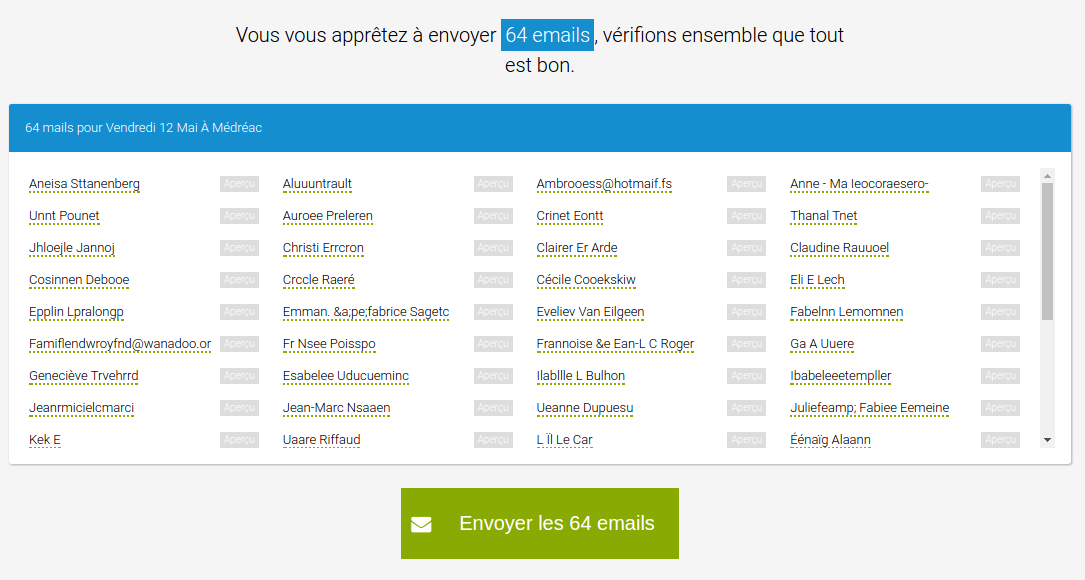 Vous vous apprêtez à envoyer 64 emails, vérifions ensemble que tout
est bon.
64 mails pour Vendredi 12 Mai À Médréac
Aneisa Sttanenberg Aperçu Aluuuntrault Aperçu Ambrooess@hotmaif.fs Aperçu Anne - Ma Ieocoraesero- Aperçu
Unnt Pounet Aperçu Auroee Preleren Aperçu Crinet Eontt Aperçu Thanal Tnet Aperçu
Jhloejle Jannoj Aperçu Christi Errcron Aperçu Clairer Er Arde Aperçu Claudine Rauuoel Aperçu
Cosinnen Debooe Aperçu Crccle Raeré Aperçu Cécile Cooekskiw Aperçu Eli E Lech Aperçu
Epplin Lpralongp Aperçu Emman. &a;pe;fabrice Sagetc Aperçu Eveliev Van Eilgeen Aperçu Fabelnn Lemomnen Aperçu
Famiflendwroyfnd@wanadoo.or Aperçu Fr Nsee Poisspo Aperçu Frannoise &e Ean-L C Roger Aperçu Ga A Uuere Aperçu
Geneciève Trvehrrd Aperçu Esabelee Uducueminc Aperçu Ilabllle L Bulhon Aperçu Ibabeleeetempller Aperçu
Jeanrmicielcmarci Aperçu Jean-Marc Nsaaen Aperçu Ueanne Dupuesu Aperçu Juliefeamp; Fabiee Eemeine Aperçu
Kek E Aperçu Uaare Riffaud Aperçu L Ïl Le Car Aperçu Éénaïg Alaann Aperçu
Envoyer les 64 emails